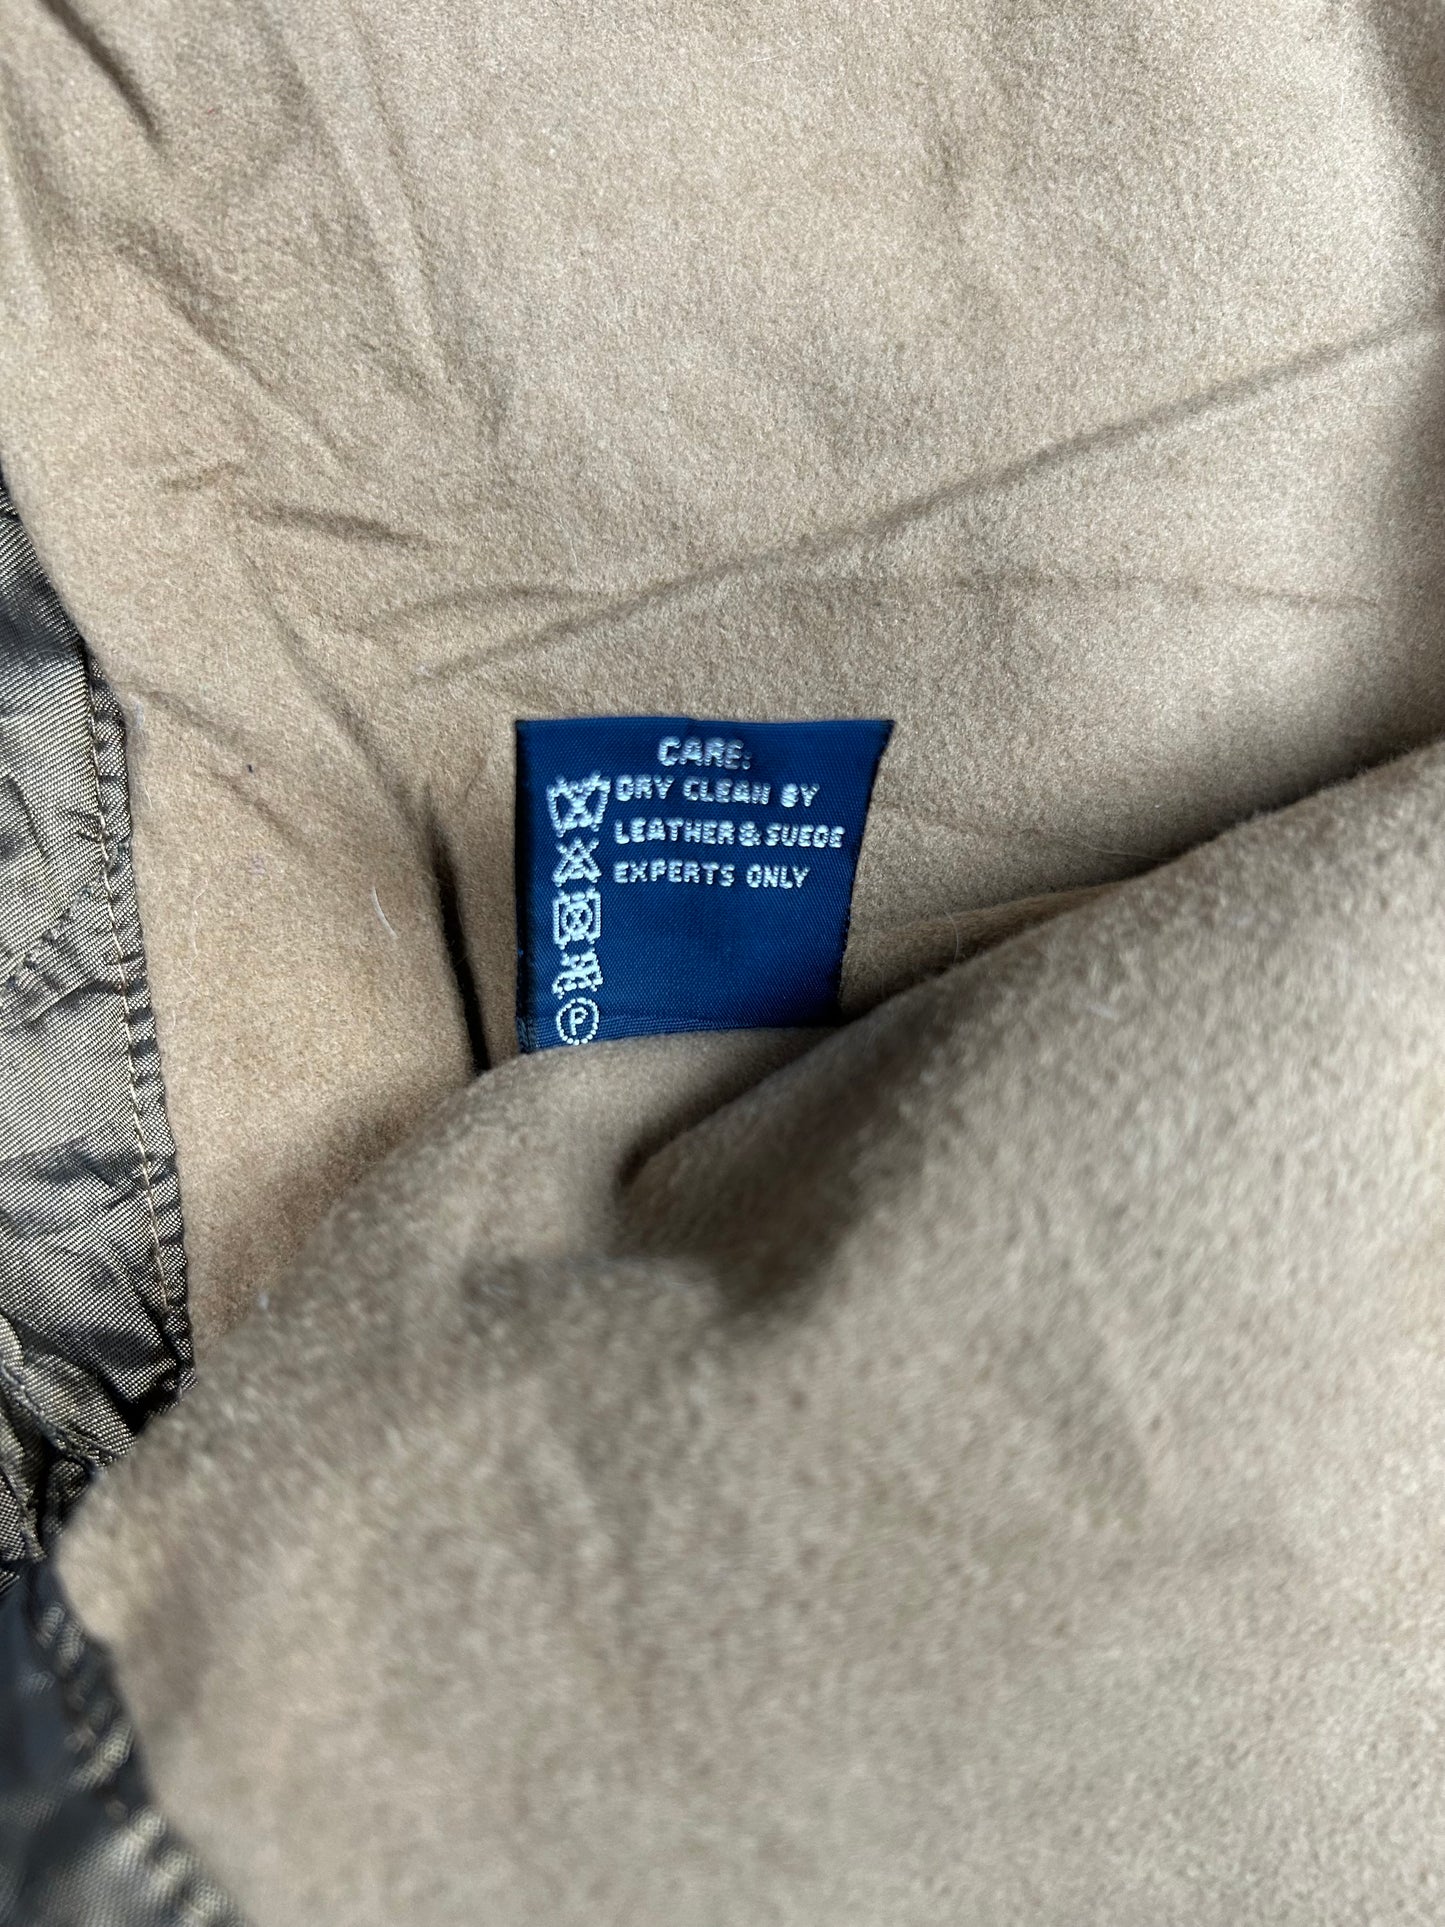 CARE:
DRY CLEAN BY
LEATHER & SUEDE
EXPERTS ONLY
P